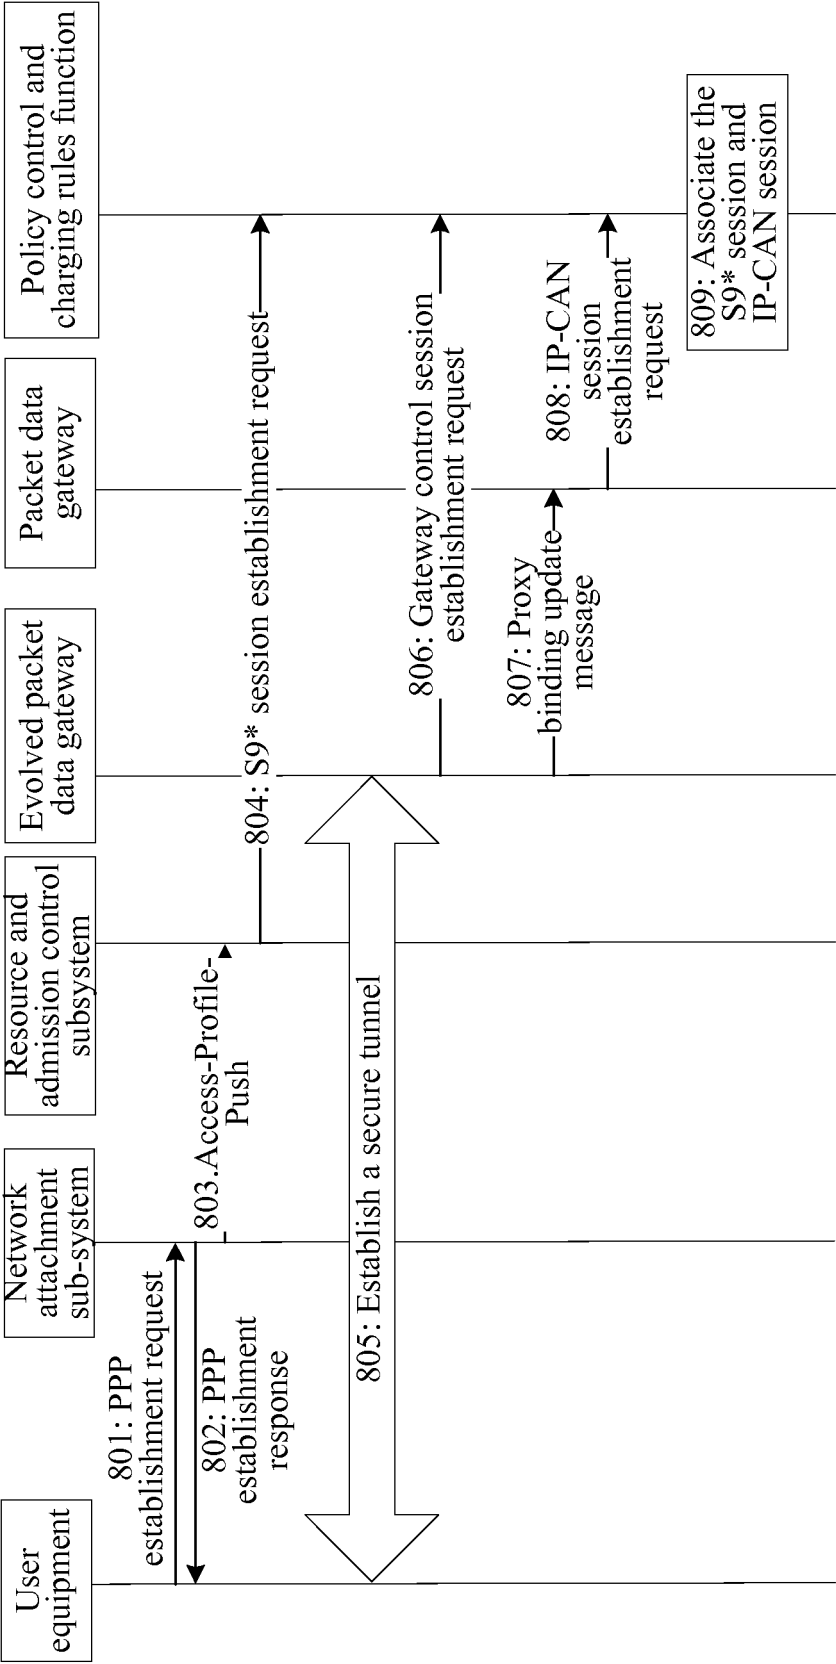 User
equipment
Network
attachment
sub-system
Resource and
admission control
subsystem
Evolved packet
data gateway
Packet data
gateway
Policy control and
charging rules function
801: PPP
establishment request
802: PPP
establishment
response
803.Access-Profile-
Push
804: S9* session establishment request
805: Establish a secure tunnel
806: Gateway control session
establishment request
807: Proxy
binding update
message
808: IP-CAN
session
establishment
request
809: Associate the
S9* session and
IP-CAN session